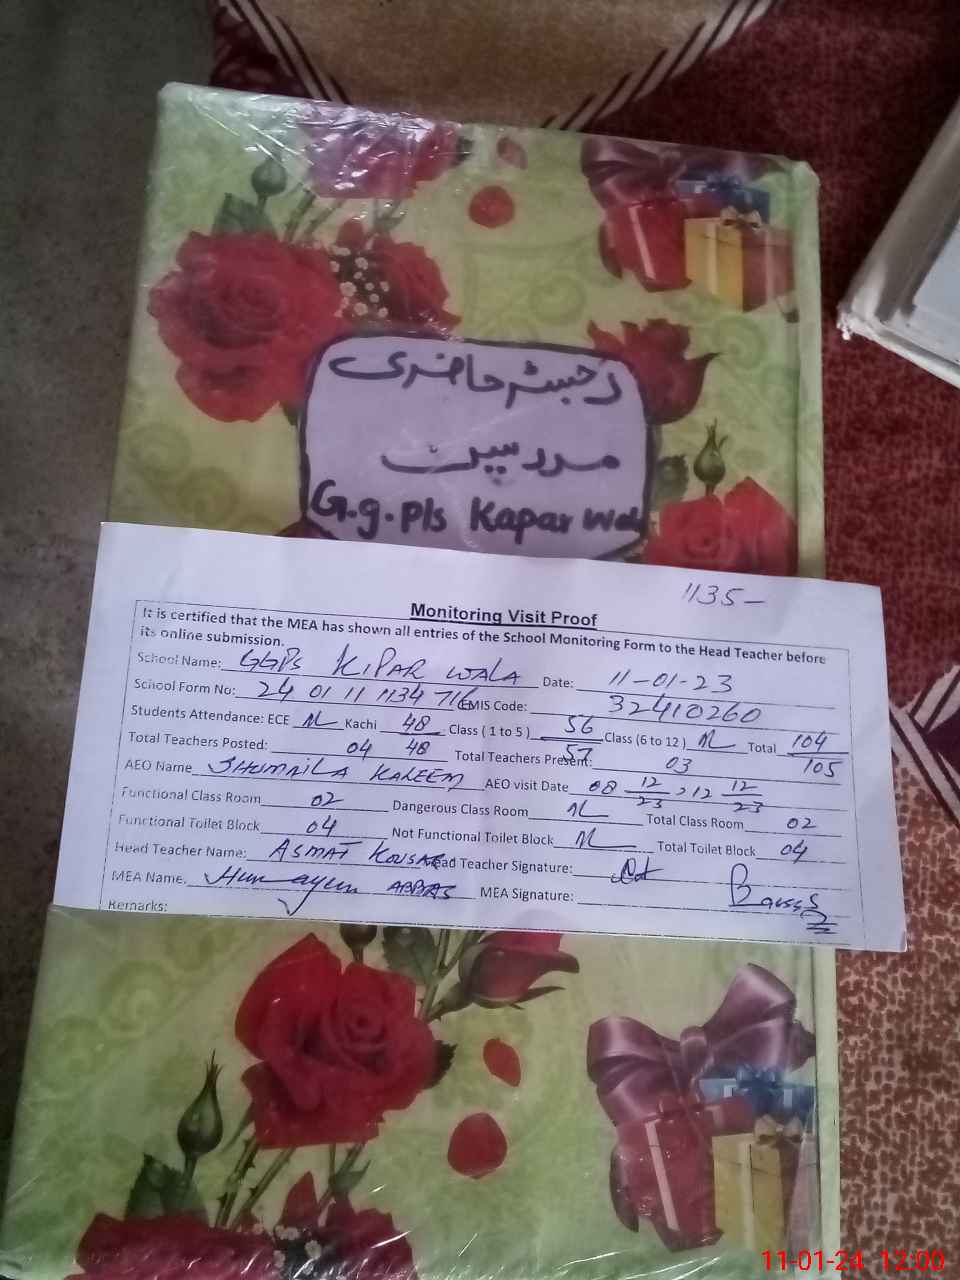 رجسٹر حاضری
مدرسین
G.g.Pls Kapar Wala
1135-
Monitoring Visit Proof
It is certified that the MEA has shown all entries of the School Monitoring Form to the Head Teacher before
its online submission.
School Name: GGPS KIPAR WALA Date: 11-01-23
School Form No: 24 01 11 1134 716 EMIS Code: 32410260
Students Attendance: ECE NL Kachi 48/48 Class ( 1 to 5 ) 56/57 Class (6 to 12 ) NL Total 104/105
Total Teachers Posted: 04 Total Teachers Present: 03
AEO Name SHUMAILA KALEEM AEO visit Date 08 12/23 , 12 12/23
Functional Class Room 02 Dangerous Class Room NL Total Class Room 02
Functional Toilet Block 04 Not Functional Toilet Block NL Total Toilet Block 04
Head Teacher Name: ASMAT KOUSAR Head Teacher Signature:
MEA Name. Humayun ABBAS MEA Signature:
Remarks:
11-01-24 12:00